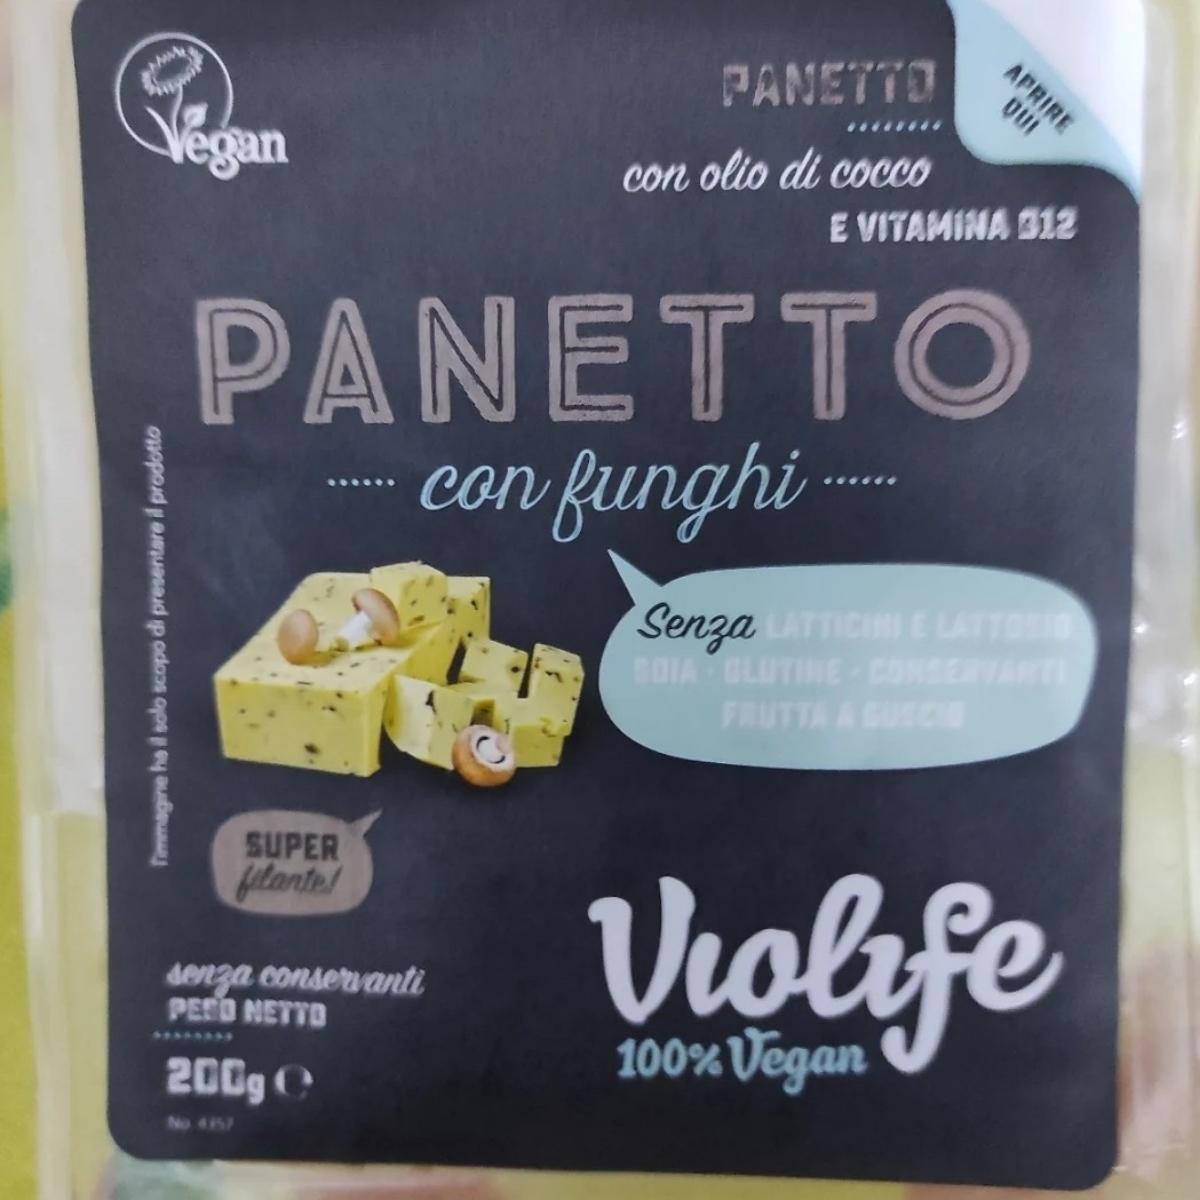 Vegan
PANETTO
con olio di cocco
E VITAMINA B12
APRIRE
QUI
PANETTO
con funghi
Senza LATTICINI E LATTOSIO
SOIA · GLUTINE · CONSERVANTI
FRUTTA A GUSCIO
l'immagine ha il solo scopo di presentare il prodotto
SUPER
filante!
senza conservanti
PESO NETTO
200g ℮
No. 4357
Violife
100% Vegan